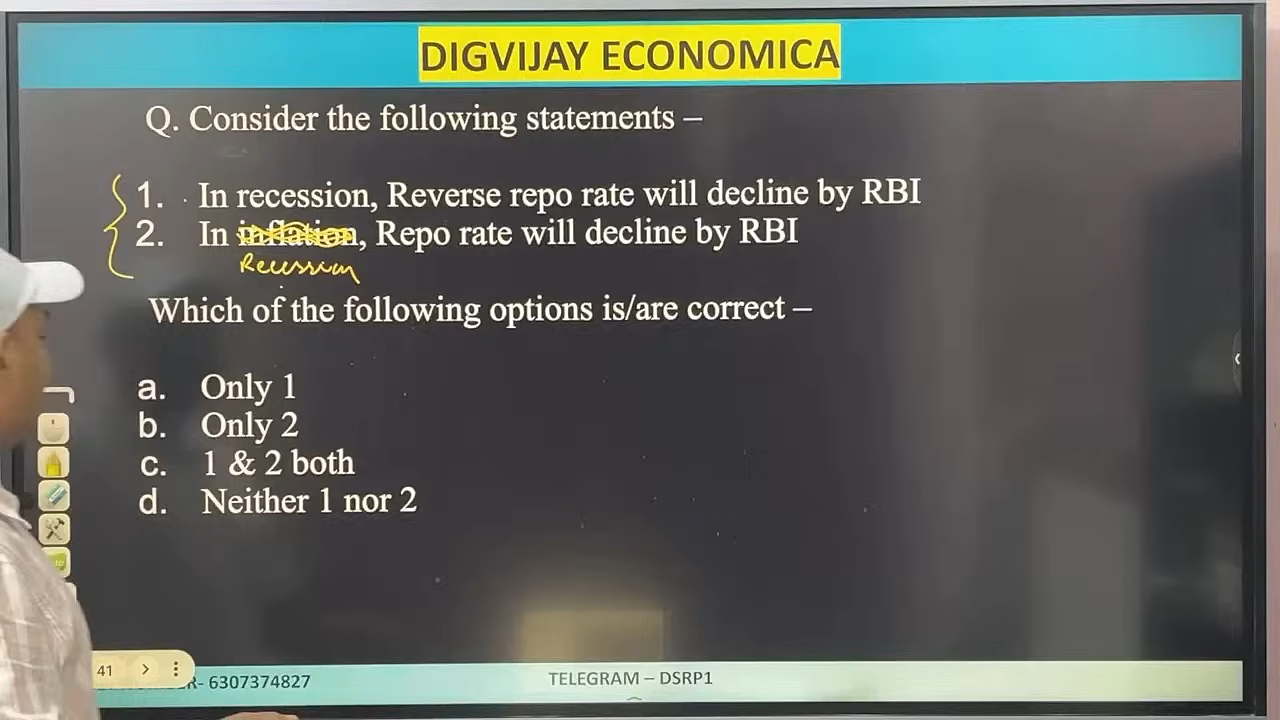 DIGVIJAY ECONOMICA
Q. Consider the following statements –
1. In recession, Reverse repo rate will decline by RBI
2. In inflation, Repo rate will decline by RBI
Recession
Which of the following options is/are correct –
a. Only 1
b. Only 2
c. 1 & 2 both
d. Neither 1 nor 2
41
R- 6307374827
TELEGRAM – DSRP1